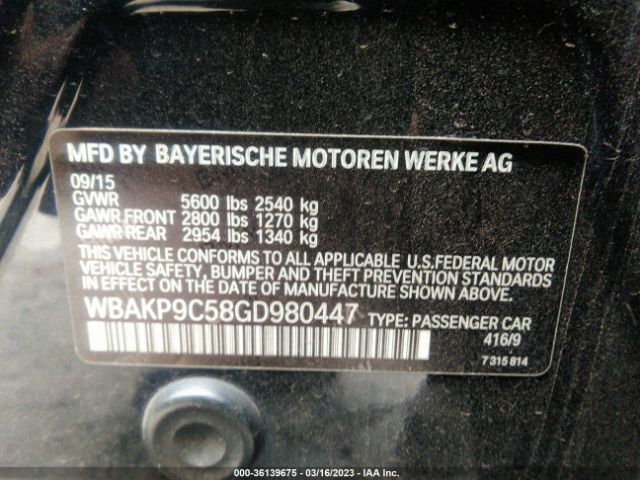 MFD BY BAYERISCHE MOTOREN WERKE AG
09/15
GVWR 5600 lbs 2540 kg
GAWR FRONT 2800 lbs 1270 kg
GAWR REAR 2954 lbs 1340 kg
THIS VEHICLE CONFORMS TO ALL APPLICABLE U.S.FEDERAL MOTOR
VEHICLE SAFETY, BUMPER AND THEFT PREVENTION STANDARDS
IN EFFECT ON THE DATE OF MANUFACTURE SHOWN ABOVE.
WBAKP9C58GD980447 TYPE: PASSENGER CAR
416/9
7 315 814
000-36139675 - 03/16/2023 - IAA Inc.